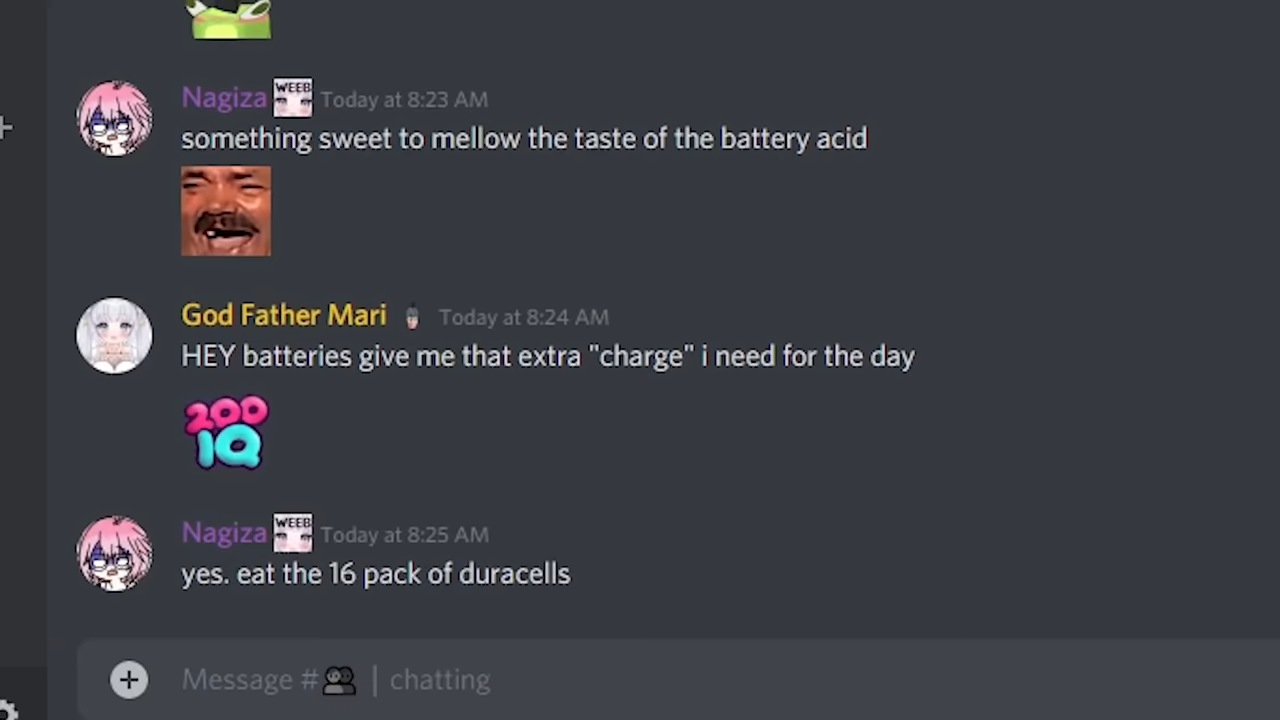 Nagiza WEEB Today at 8:23 AM
something sweet to mellow the taste of the battery acid
God Father Mari Today at 8:24 AM
HEY batteries give me that extra "charge" i need for the day
200
IQ
Nagiza WEEB Today at 8:25 AM
yes. eat the 16 pack of duracells
Message #👥 | chatting